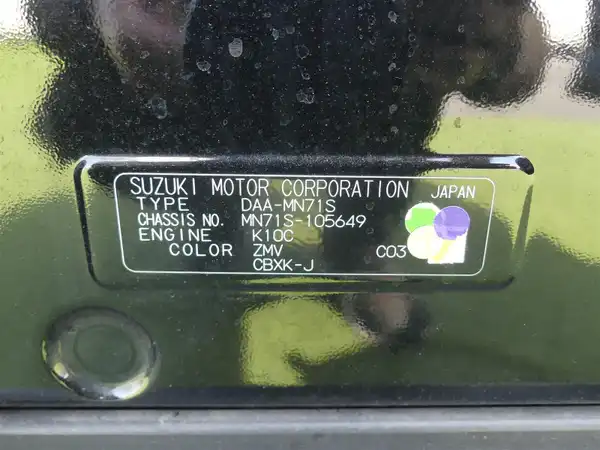 SUZUKI MOTOR CORPORATION JAPAN
TYPE DAA-MN71S
CHASSIS NO. MN71S-105649
ENGINE K10C
COLOR ZMV C03
CBXK-J